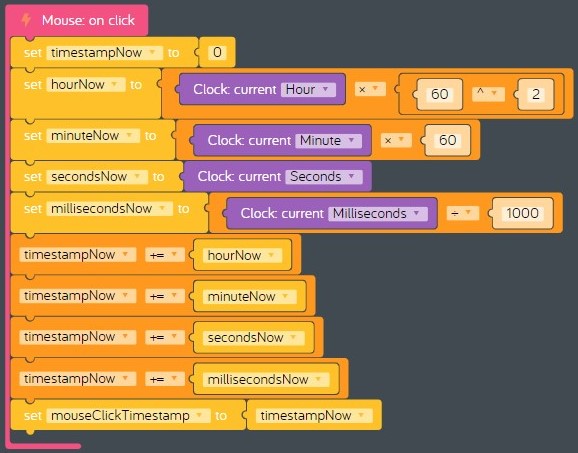 Mouse: on click
set timestampNow to 0
set hourNow to Clock: current Hour × 60 ^ 2
set minuteNow to Clock: current Minute × 60
set secondsNow to Clock: current Seconds
set millisecondsNow to Clock: current Milliseconds ÷ 1000
timestampNow += hourNow
timestampNow += minuteNow
timestampNow += secondsNow
timestampNow += millisecondsNow
set mouseClickTimestamp to timestampNow